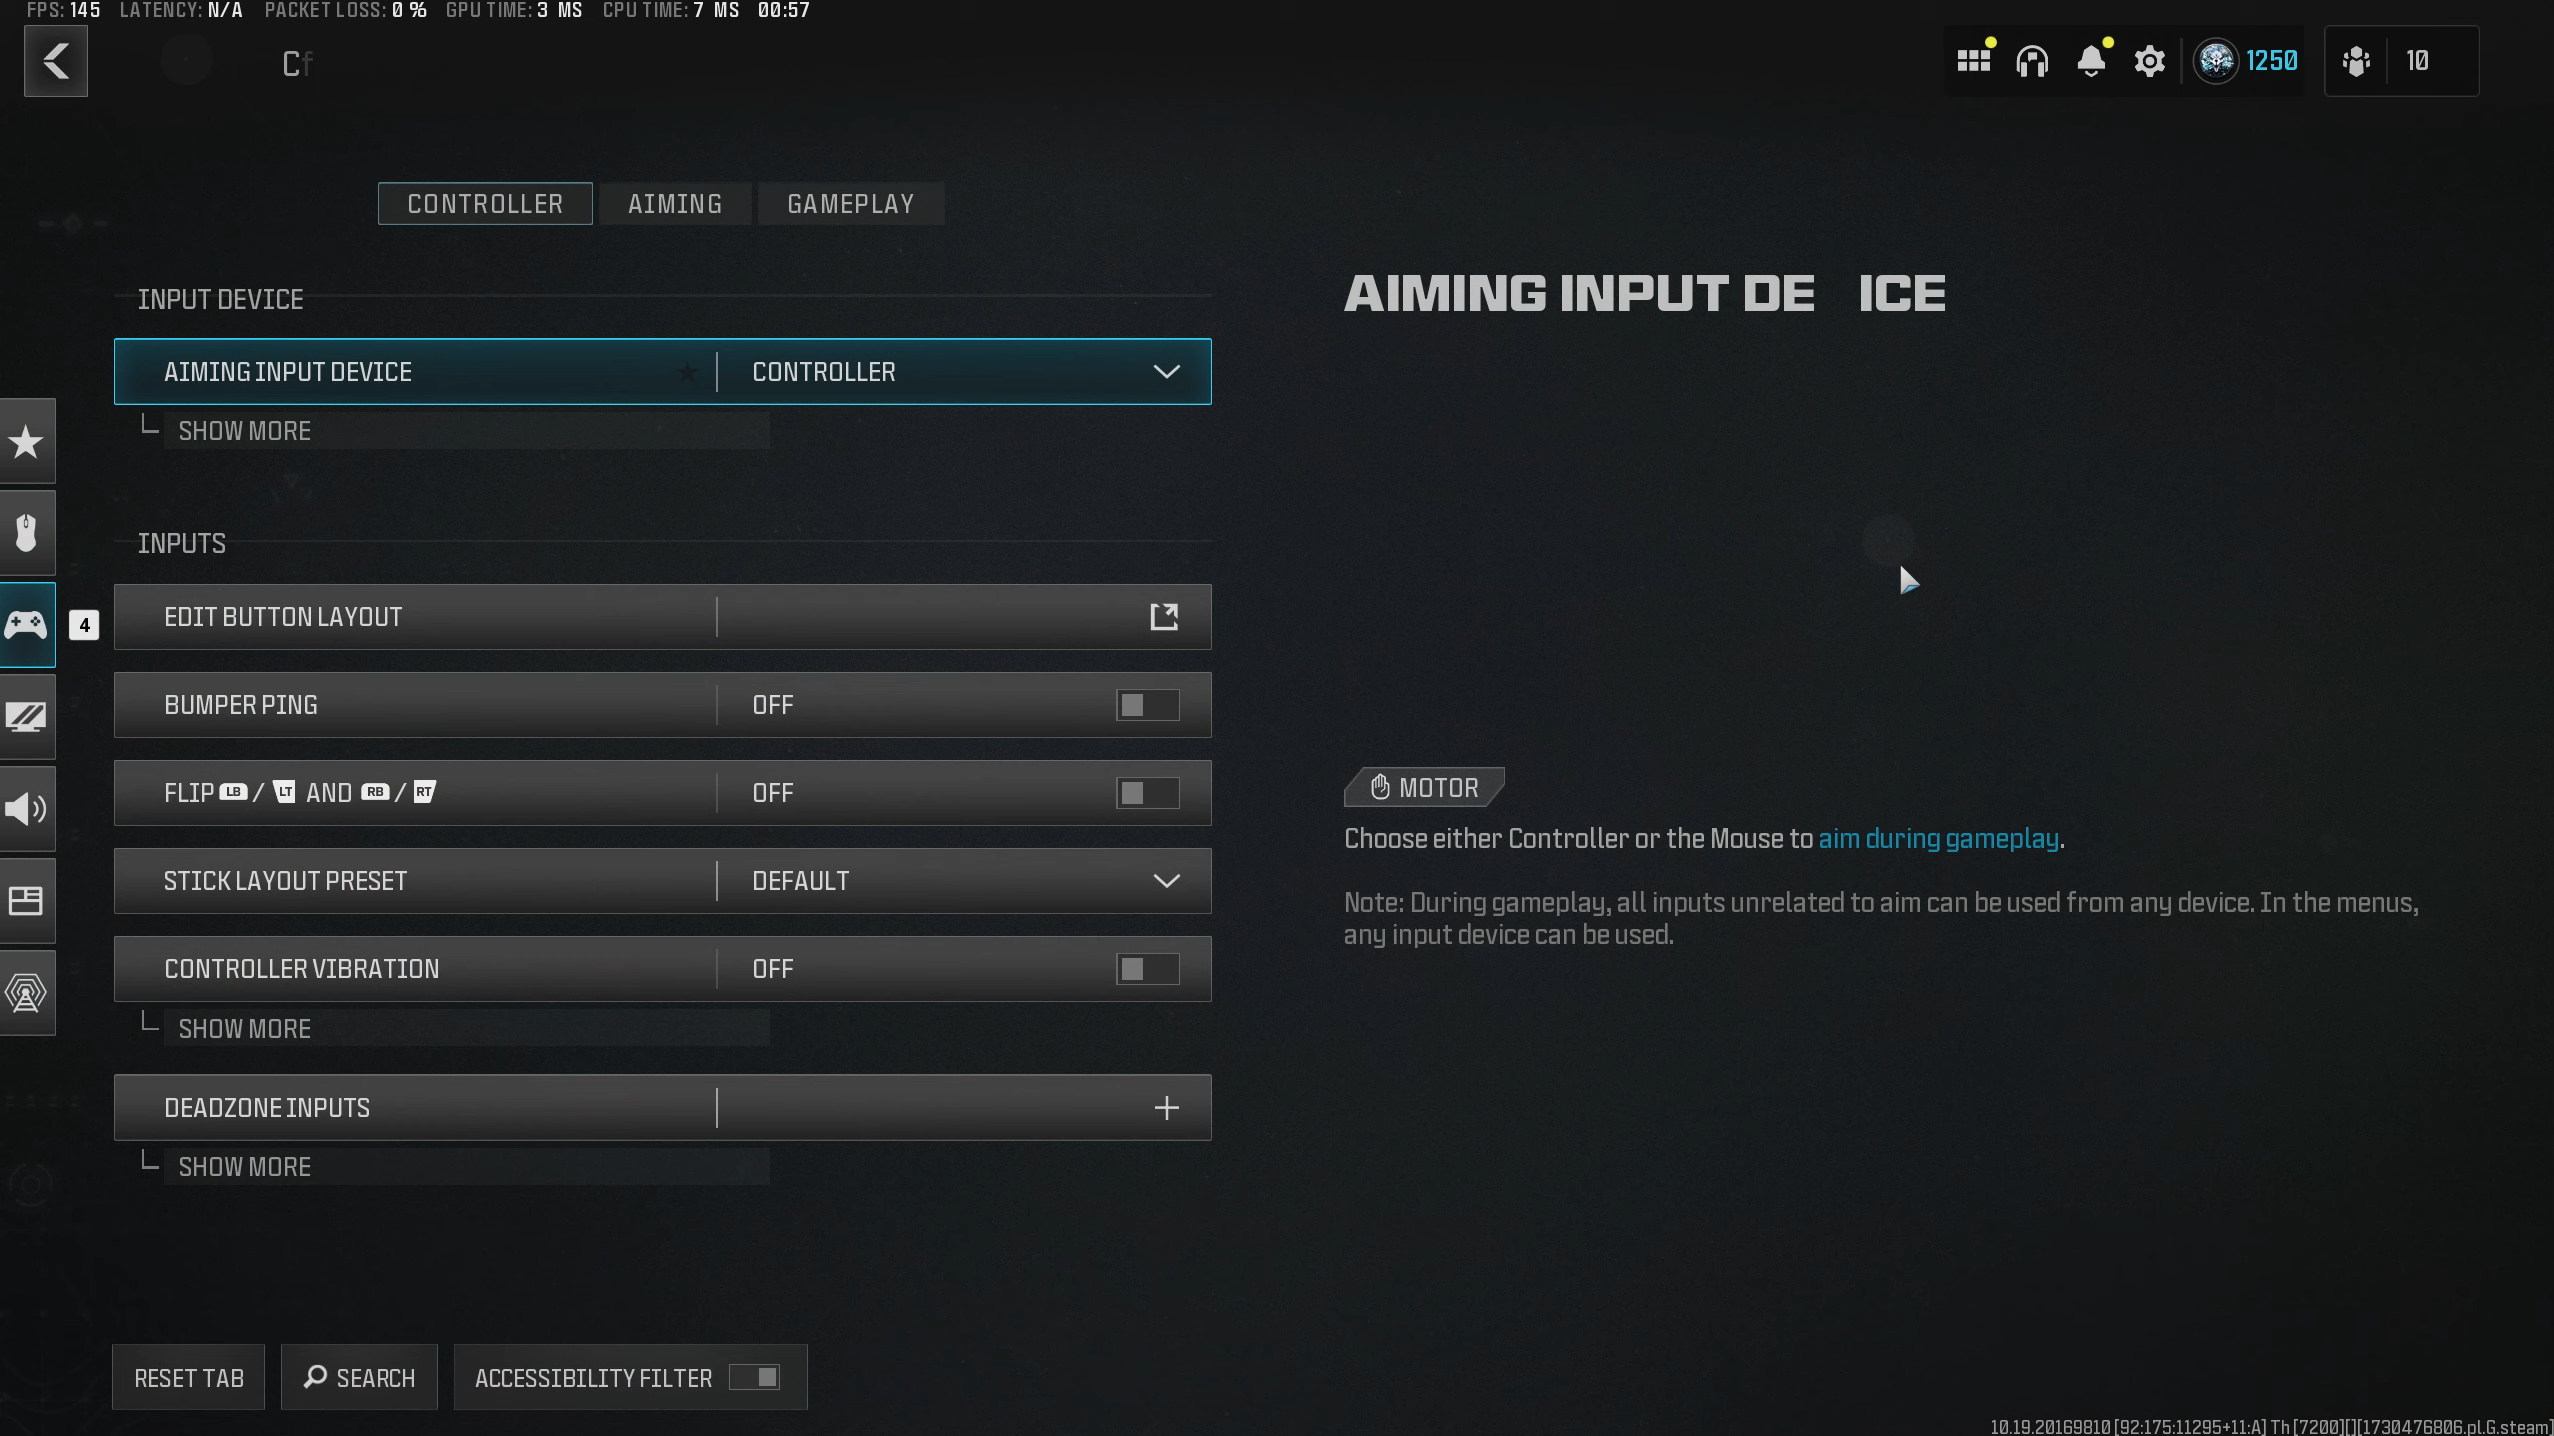 FPS: 145 LATENCY: N/A PACKET LOSS: 0 % GPU TIME: 3 MS CPU TIME: 7 MS 00:57
Cf
1250
10
CONTROLLER AIMING GAMEPLAY
INPUT DEVICE
AIMING INPUT DEVICE CONTROLLER
SHOW MORE
INPUTS
4
EDIT BUTTON LAYOUT
BUMPER PING OFF
FLIP LB / LT AND RB / RT OFF
STICK LAYOUT PRESET DEFAULT
CONTROLLER VIBRATION OFF
SHOW MORE
DEADZONE INPUTS
SHOW MORE
AIMING INPUT DE ICE
MOTOR
Choose either Controller or the Mouse to aim during gameplay.
Note: During gameplay, all inputs unrelated to aim can be used from any device. In the menus,
any input device can be used.
RESET TAB SEARCH ACCESSIBILITY FILTER
10.19.20169810 [92:175:11295+11:A] Th [7200][][1730476806.pl.G.steam]